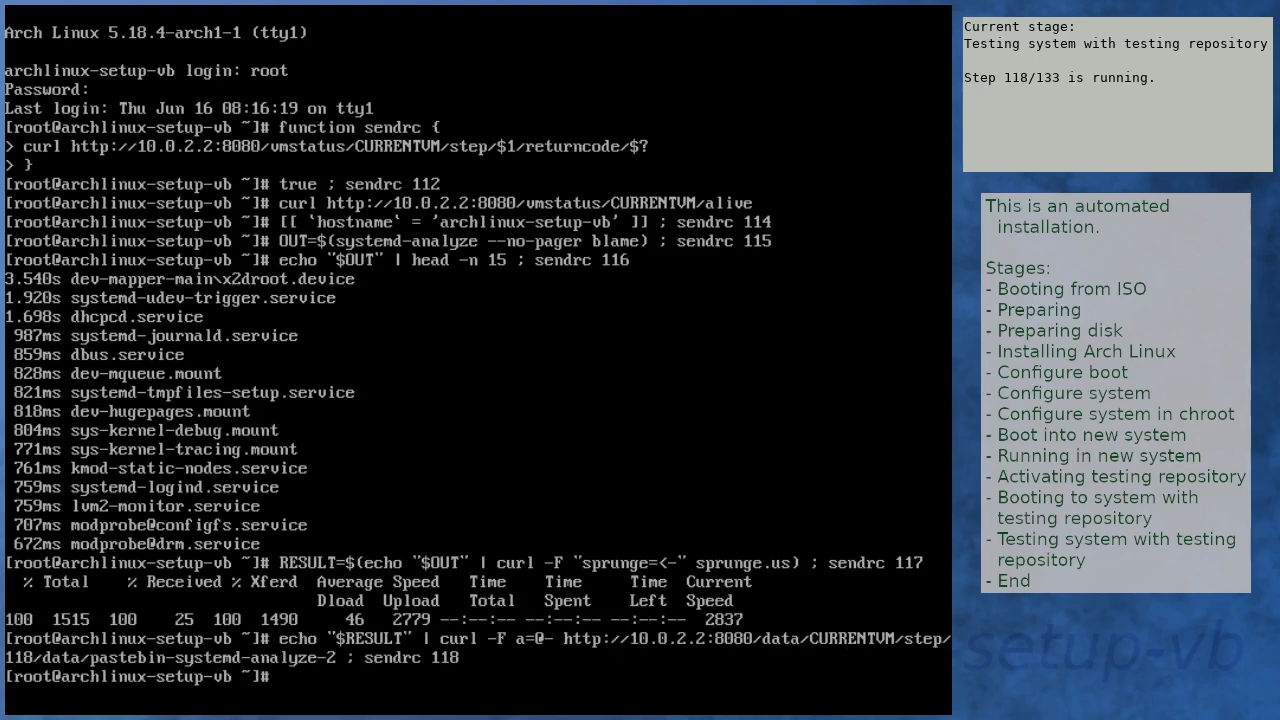 Arch Linux 5.18.4-arch1-1 (tty1)
archlinux-setup-vb login: root
Password:
Last login: Thu Jun 16 08:16:19 on tty1
[root@archlinux-setup-vb ~]# function sendrc {
> curl http://10.0.2.2:8080/vmstatus/CURRENTVM/step/$1/returncode/$?
> }
[root@archlinux-setup-vb ~]# true ; sendrc 112
[root@archlinux-setup-vb ~]# curl http://10.0.2.2:8080/vmstatus/CURRENTVM/alive
[root@archlinux-setup-vb ~]# [[ `hostname` = 'archlinux-setup-vb' ]] ; sendrc 114
[root@archlinux-setup-vb ~]# OUT=$(systemd-analyze --no-pager blame) ; sendrc 115
[root@archlinux-setup-vb ~]# echo "$OUT" | head -n 15 ; sendrc 116
3.540s dev-mapper-main\x2droot.device
1.920s systemd-udev-trigger.service
1.698s dhcpcd.service
987ms systemd-journald.service
859ms dbus.service
828ms dev-mqueue.mount
821ms systemd-tmpfiles-setup.service
818ms dev-hugepages.mount
804ms sys-kernel-debug.mount
771ms sys-kernel-tracing.mount
761ms kmod-static-nodes.service
759ms systemd-logind.service
759ms lvm2-monitor.service
707ms modprobe@configfs.service
672ms modprobe@drm.service
[root@archlinux-setup-vb ~]# RESULT=$(echo "$OUT" | curl -F "sprunge=<-" sprunge.us) ; sendrc 117
% Total    % Received % Xferd  Average Speed   Time    Time     Time  Current
Dload  Upload   Total   Spent    Left  Speed
100  1515  100    25  100  1490     46   2779 --:--:-- --:--:-- --:--:--  2837
[root@archlinux-setup-vb ~]# echo "$RESULT" | curl -F a=@- http://10.0.2.2:8080/data/CURRENTVM/step/
118/data/pastebin-systemd-analyze-2 ; sendrc 118
[root@archlinux-setup-vb ~]#
Current stage:
Testing system with testing repository
Step 118/133 is running.
This is an automated
installation.
Stages:
- Booting from ISO
- Preparing
- Preparing disk
- Installing Arch Linux
- Configure boot
- Configure system
- Configure system in chroot
- Boot into new system
- Running in new system
- Activating testing repository
- Booting to system with
testing repository
- Testing system with testing
repository
- End
setup-vb